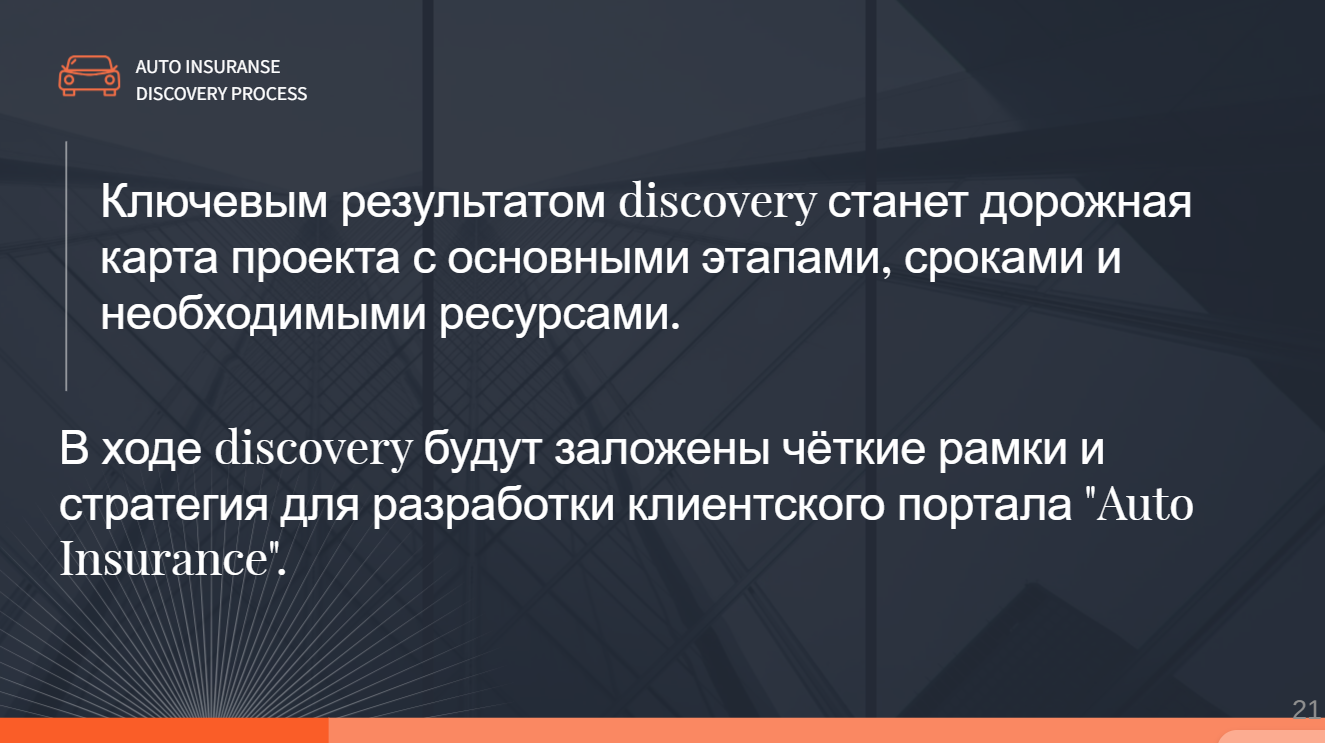 AUTO INSURANSE
DISCOVERY PROCESS
Ключевым результатом discovery станет дорожная
карта проекта с основными этапами, сроками и
необходимыми ресурсами.
В ходе discovery будут заложены чёткие рамки и
стратегия для разработки клиентского портала "Auto
Insurance".
21